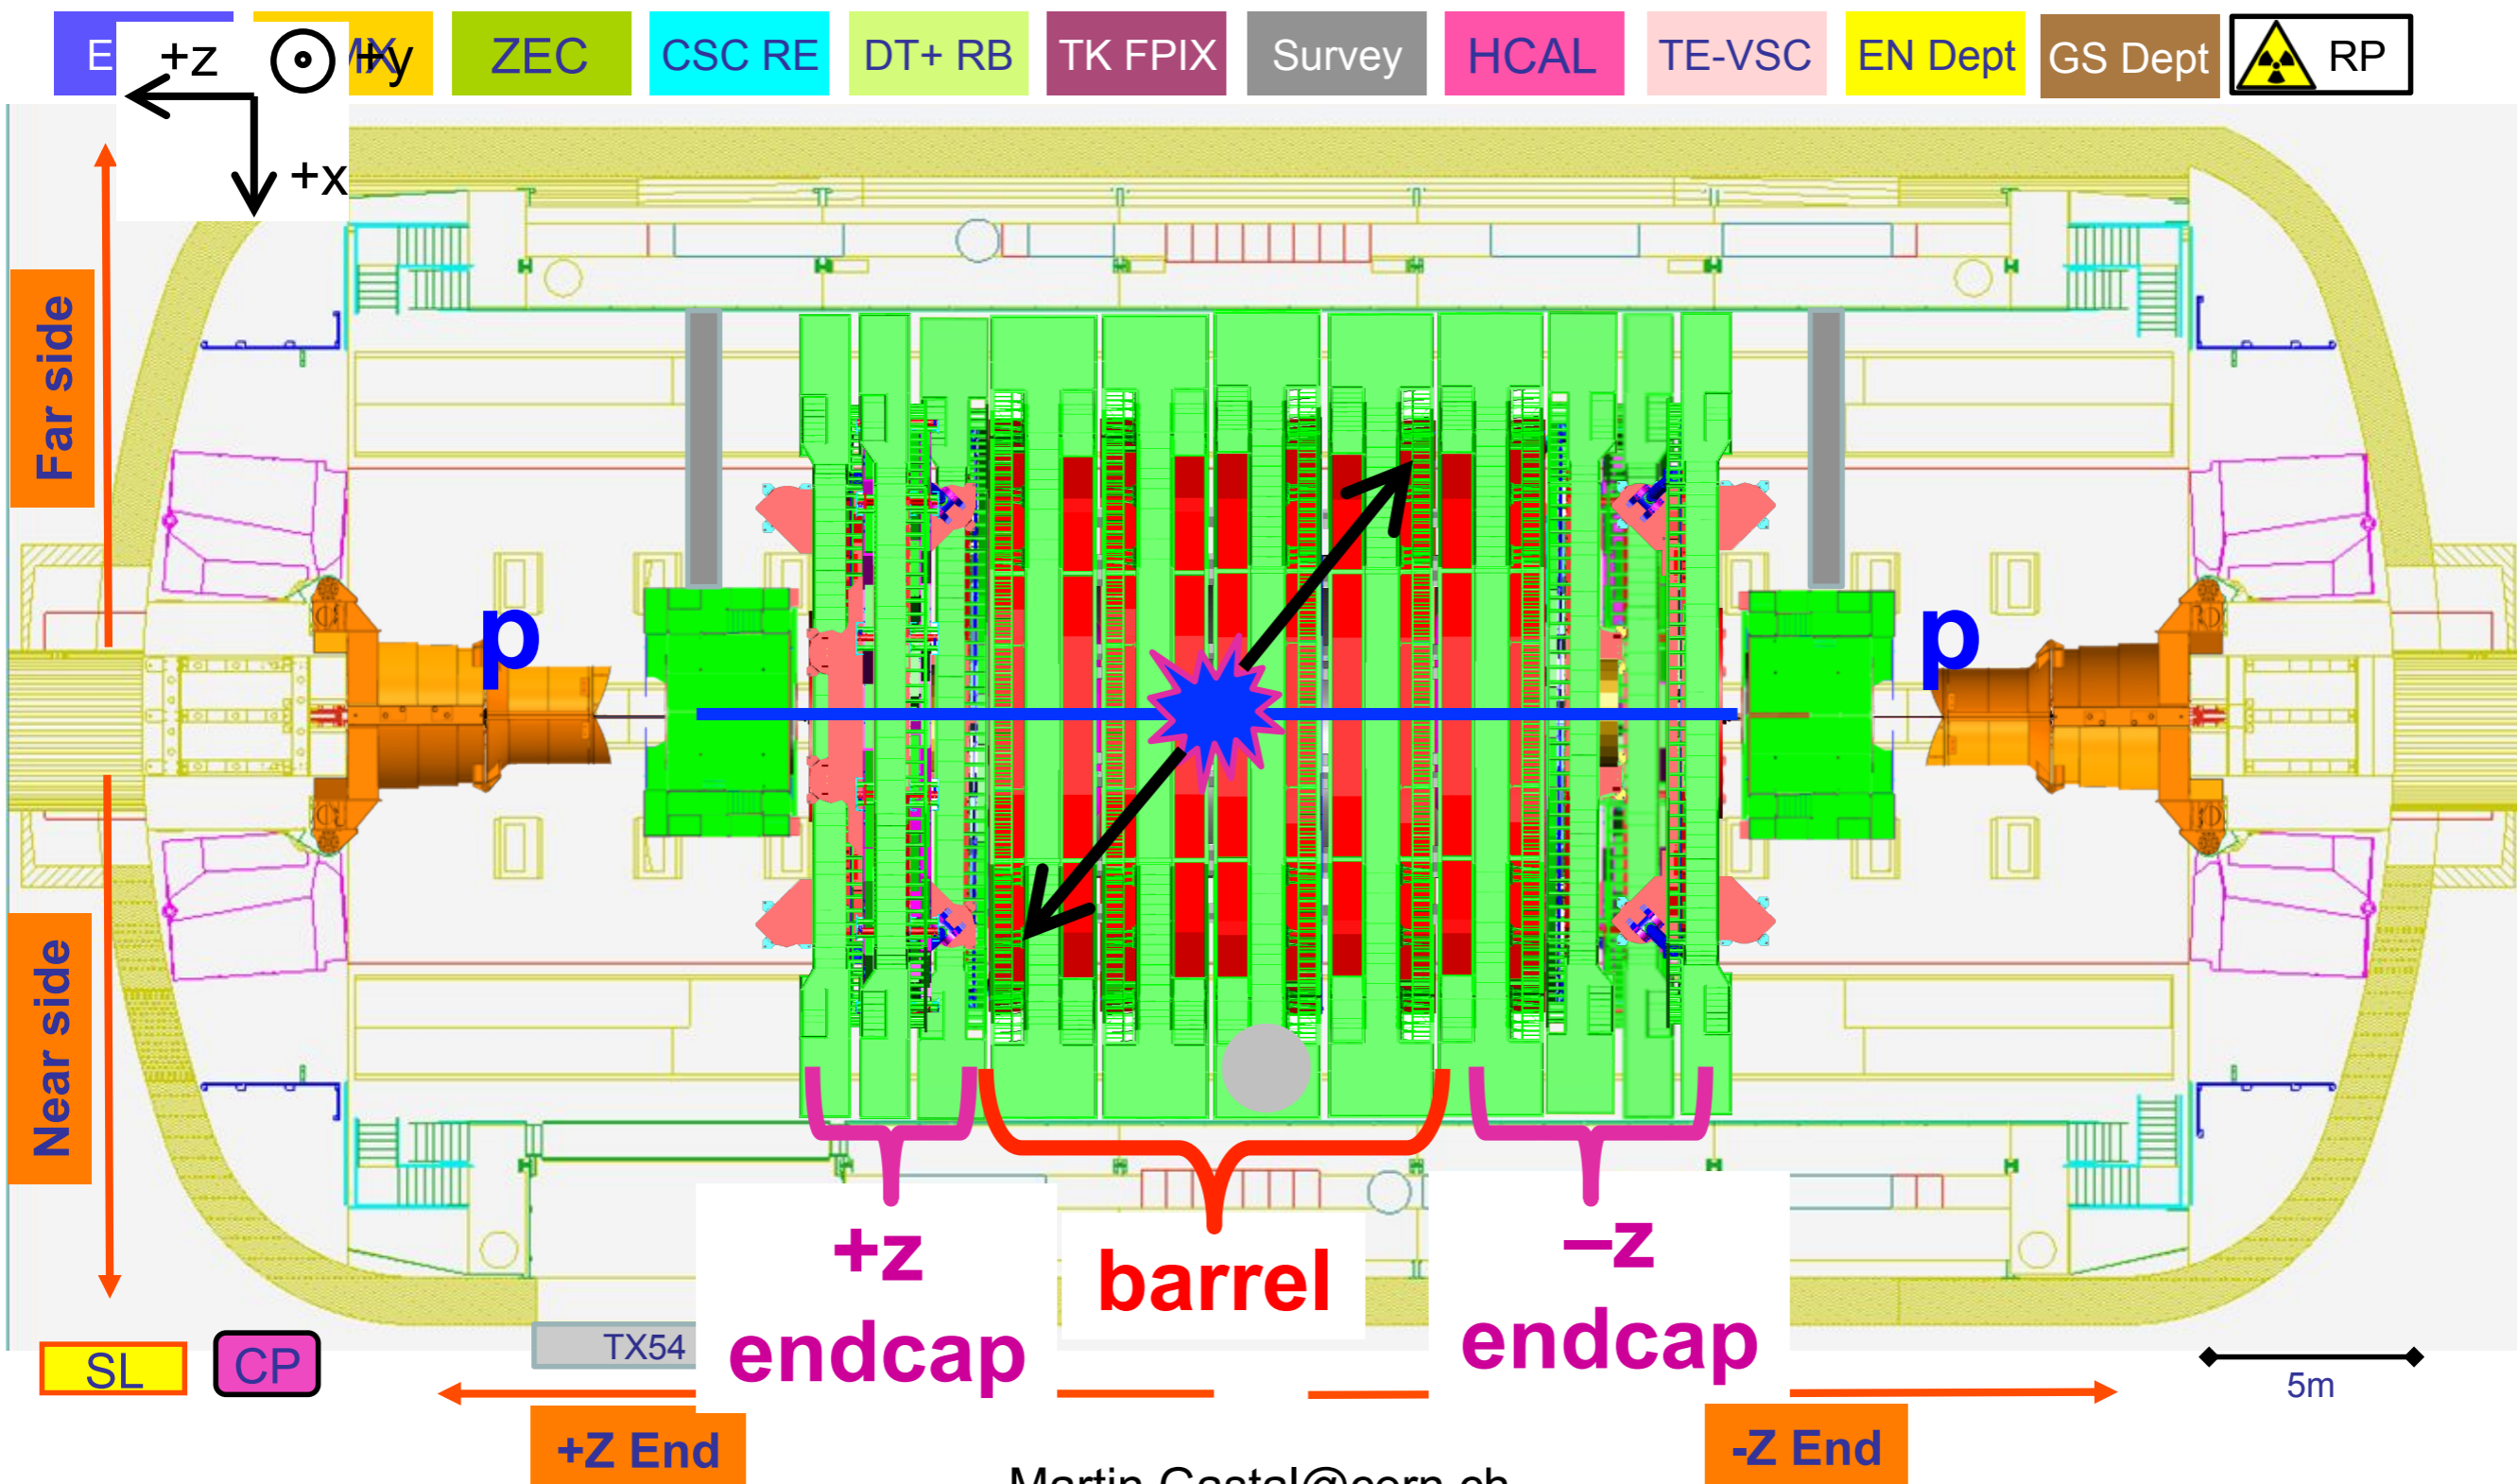 +z
+y
ZEC
CSC RE
DT+ RB
TK FPIX
Survey
HCAL
TE-VSC
EN Dept
GS Dept
RP
+x
Far side
p
p
Near side
+z
endcap
barrel
–z
endcap
SL
CP
TX54
5m
+Z End
-Z End